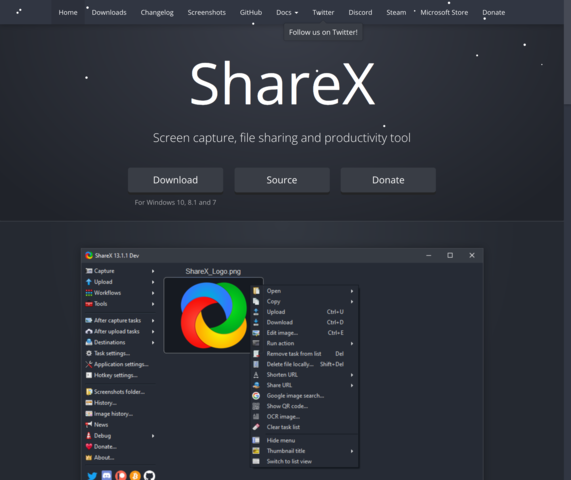 Home Downloads Changelog Screenshots GitHub Docs Twitter Discord Steam Microsoft Store Donate
Follow us on Twitter!
ShareX
Screen capture, file sharing and productivity tool
Download Source Donate
For Windows 10, 8.1 and 7
ShareX 13.1.1 Dev
Capture
Upload
Workflows
Tools
After capture tasks
After upload tasks
Destinations
Task settings...
Application settings...
Hotkey settings...
Screenshots folder...
History...
Image history...
News
Debug
Donate...
About...
ShareX_Logo.png
Open
Copy
Upload Ctrl+U
Download Ctrl+D
Edit image... Ctrl+E
Run action
Remove task from list Del
Delete file locally... Shift+Del
Shorten URL
Share URL
Google image search...
Show QR code...
OCR image...
Clear task list
Hide menu
Thumbnail title
Switch to list view